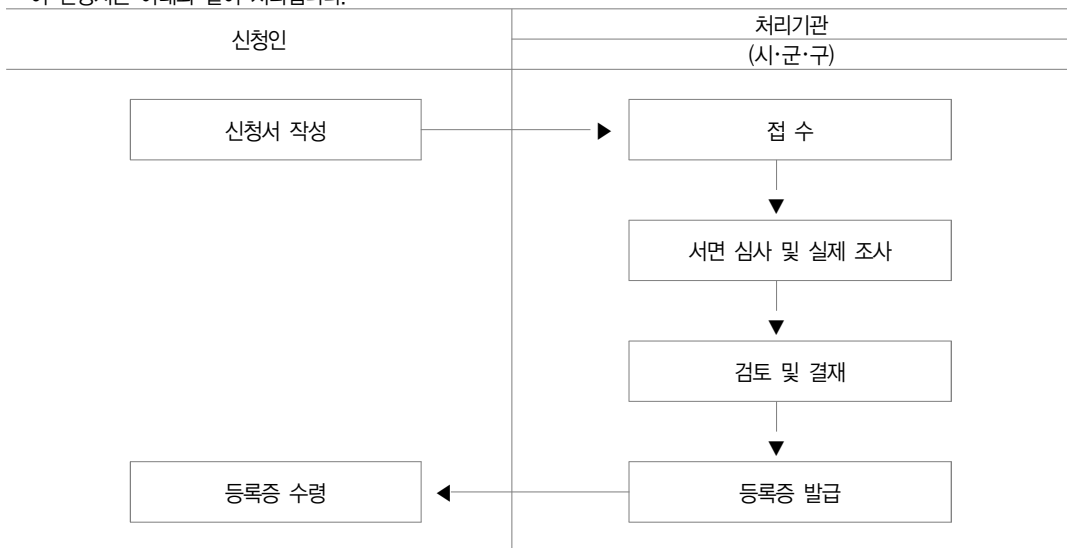 신청인
처리기관
(시·군·구)
신청서 작성
접 수
서면 심사 및 실제 조사
검토 및 결재
등록증 수령
등록증 발급